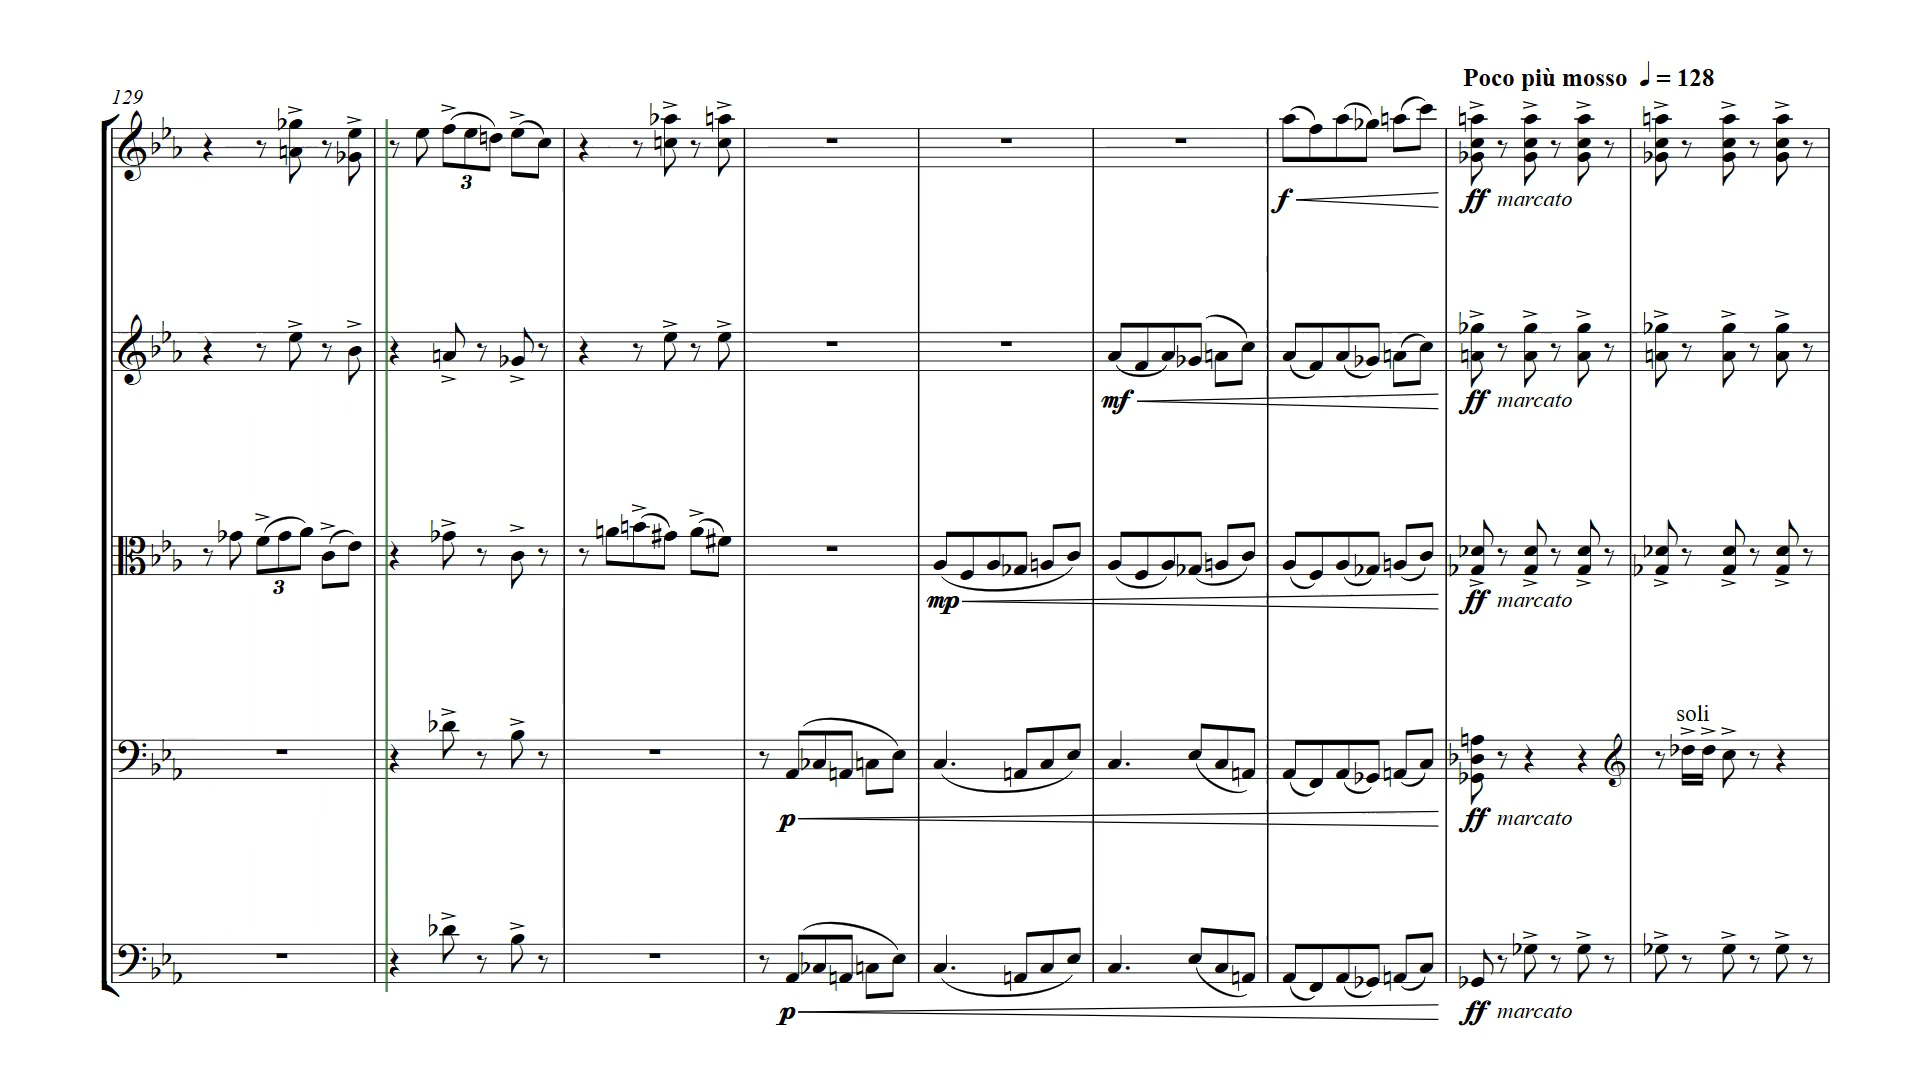 Poco più mosso ♩ = 128
129
3
f
ff marcato
mf
ff marcato
3
mp
ff marcato
soli
p
ff marcato
p
ff marcato